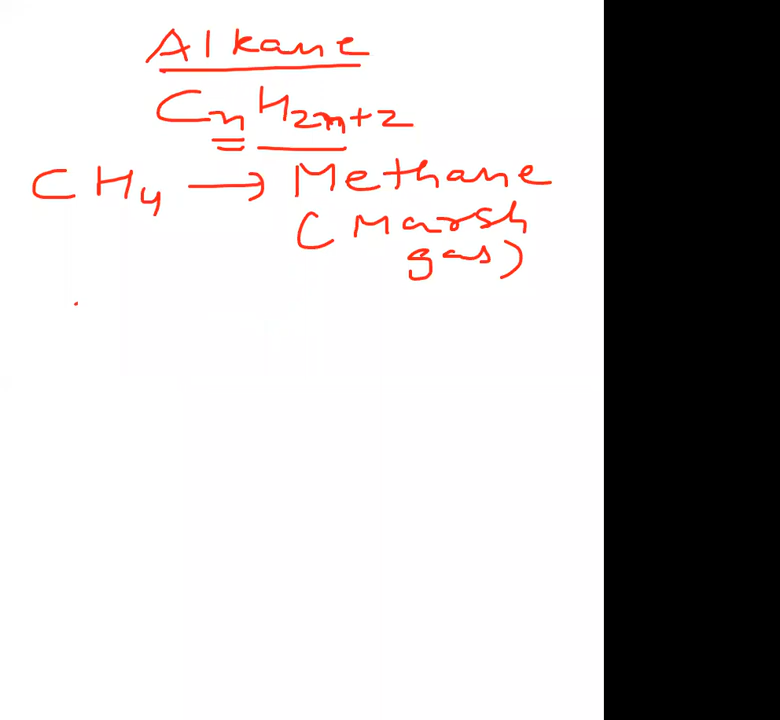 Alkane
CnH2n+2
CH4 → Methane
(Marsh
gas)